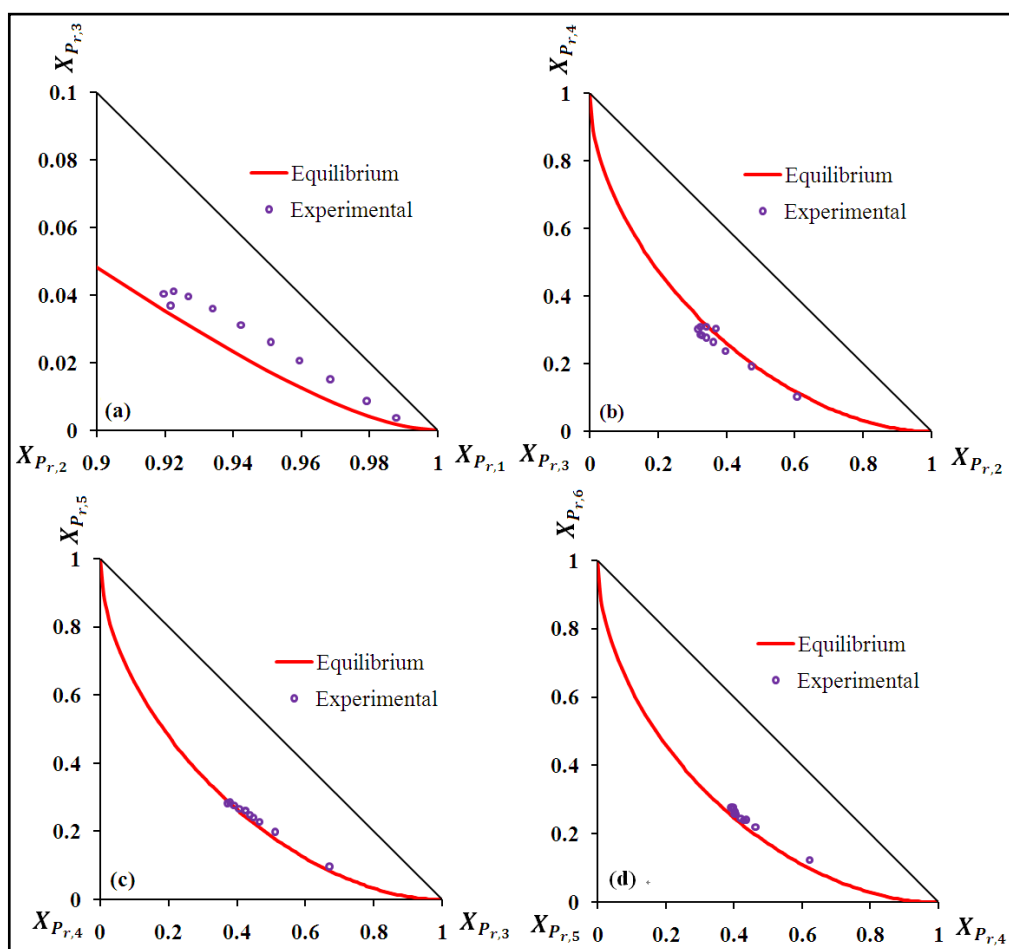 X_{P_{r,3}}
0.1
0.08
0.06
0.04
0.02
0
Equilibrium
Experimental
(a)
0.9 0.92 0.94 0.96 0.98 1
X_{P_{r,2}} X_{P_{r,1}}
X_{P_{r,4}}
1
0.8
0.6
0.4
0.2
0
Equilibrium
Experimental
(b)
0 0.2 0.4 0.6 0.8 1
X_{P_{r,3}} X_{P_{r,2}}
X_{P_{r,5}}
1
0.8
0.6
0.4
0.2
0
Equilibrium
Experimental
(c)
0 0.2 0.4 0.6 0.8 1
X_{P_{r,4}} X_{P_{r,3}}
X_{P_{r,6}}
1
0.8
0.6
0.4
0.2
0
Equilibrium
Experimental
(d)
0 0.2 0.4 0.6 0.8 1
X_{P_{r,5}} X_{P_{r,4}}